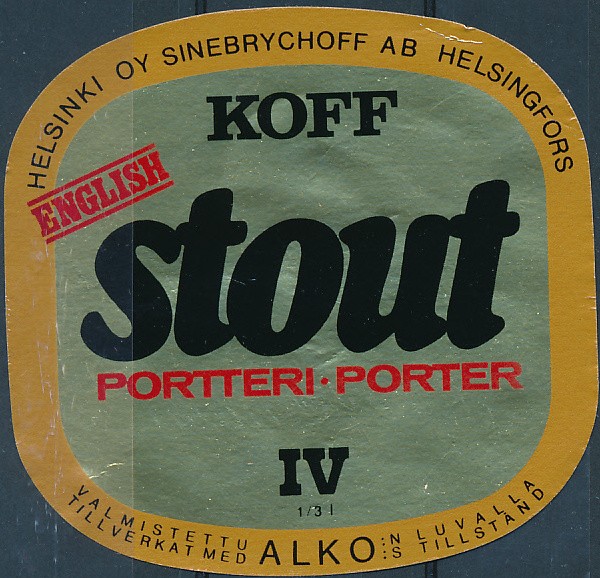 HELSINKI OY SINEBRYCHOFF AB HELSINGFORS
KOFF
ENGLISH
stout
PORTTERI·PORTER
IV
1/3 l
VALMISTETTU ALKO:N LUVALLA
TILLVERKAT MED ALKO:S TILLSTÅND